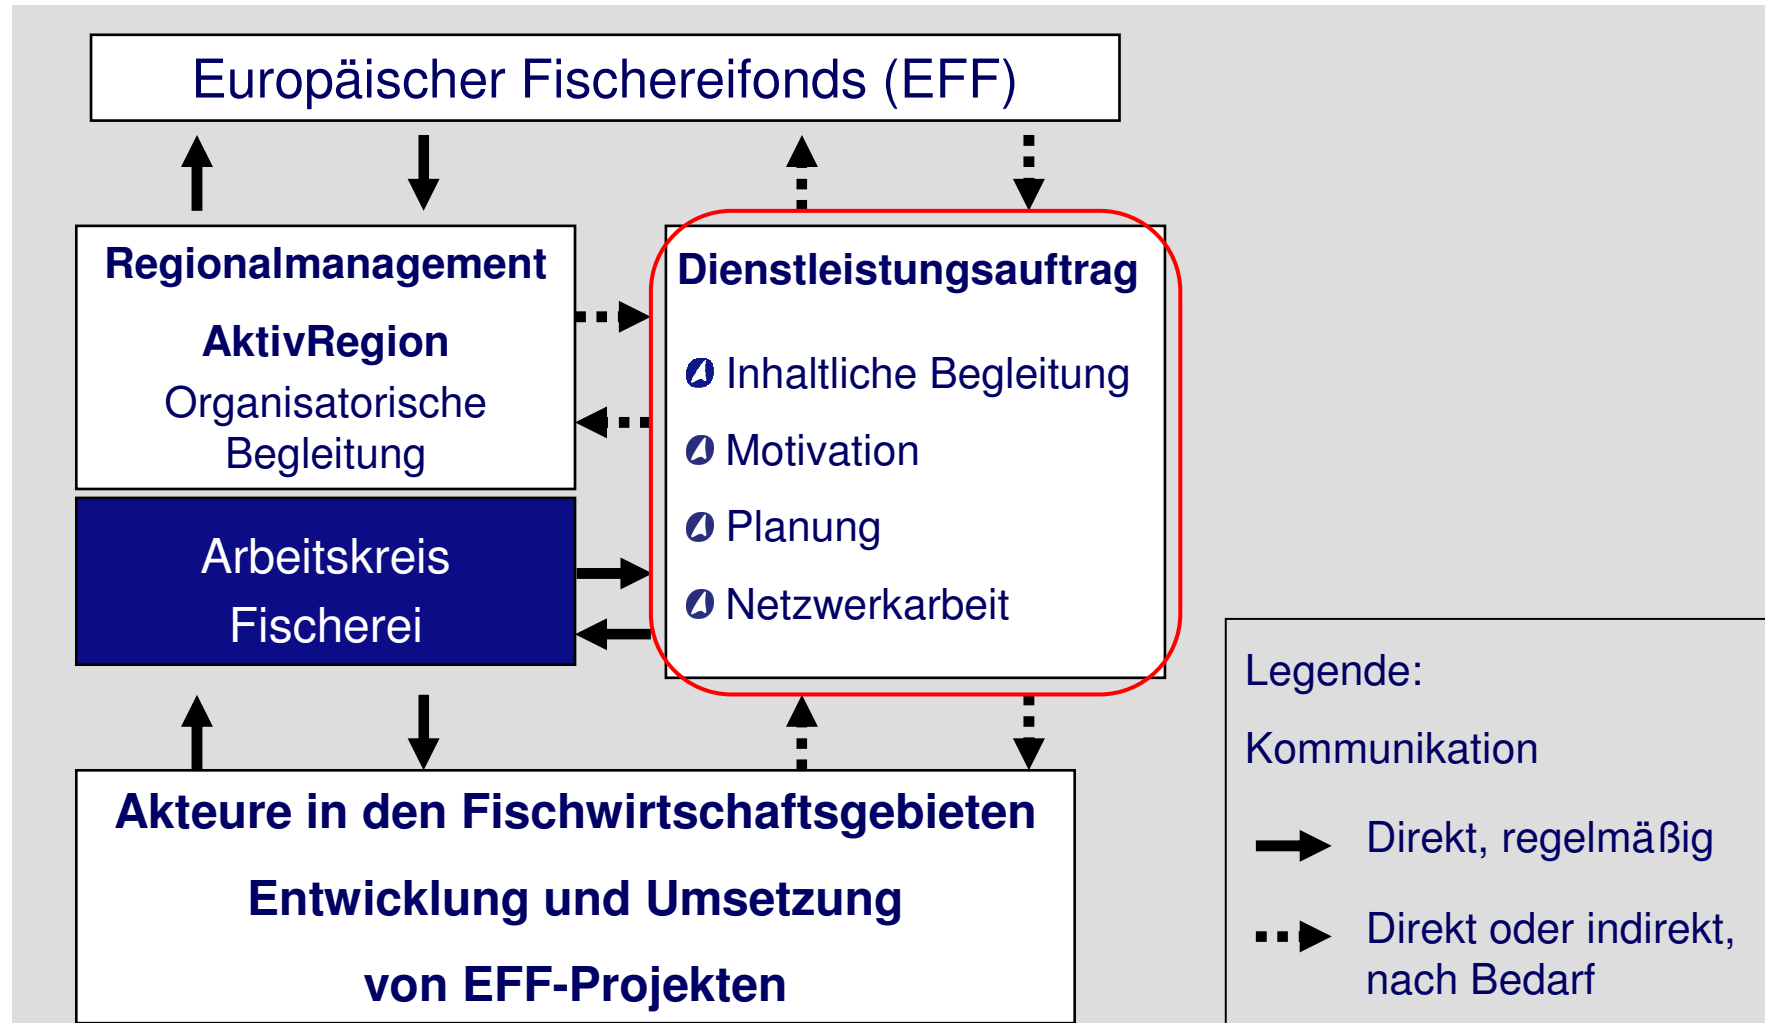 Europäischer Fischereifonds (EFF)
Regionalmanagement
AktivRegion
Organisatorische
Begleitung
Arbeitskreis
Fischerei
Dienstleistungsauftrag
Inhaltliche Begleitung
Motivation
Planung
Netzwerkarbeit
Akteure in den Fischwirtschaftsgebieten
Entwicklung und Umsetzung
von EFF-Projekten
Legende:
Kommunikation
Direkt, regelmäßig
Direkt oder indirekt,
nach Bedarf